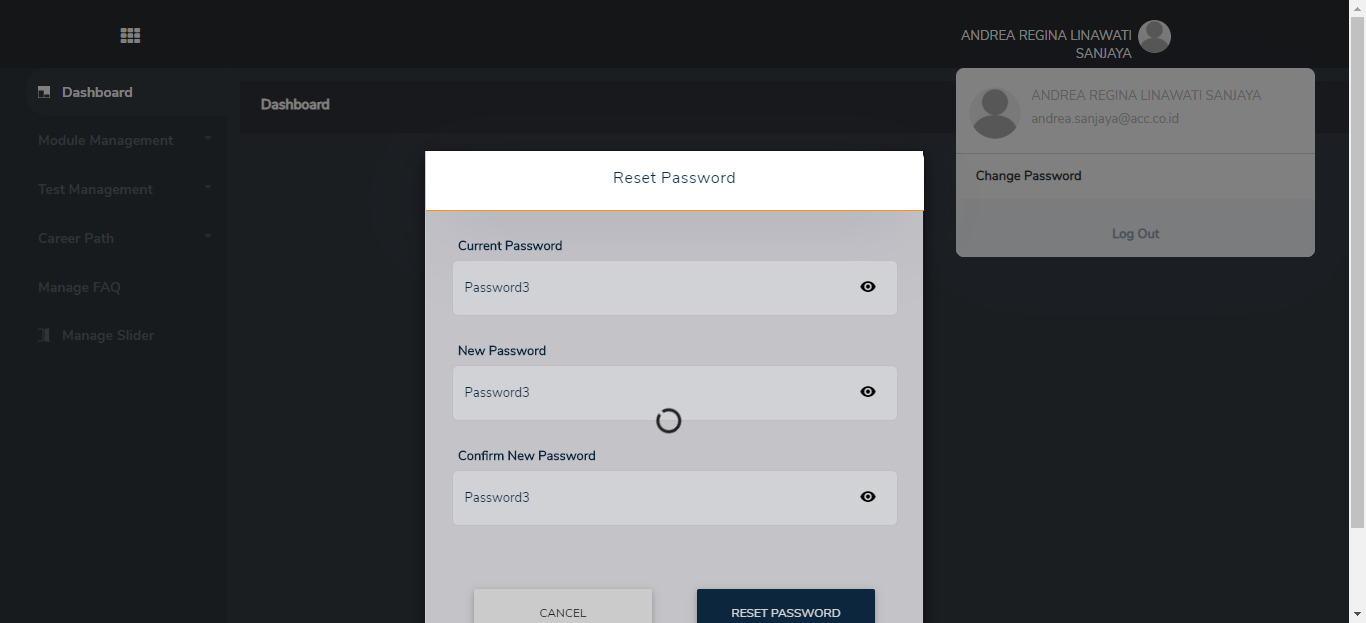 ANDREA REGINA LINAWATI
SANJAYA
Dashboard
Module Management
Test Management
Career Path
Manage FAQ
Manage Slider
Dashboard
ANDREA REGINA LINAWATI SANJAYA
andrea.sanjaya@acc.co.id
Change Password
Log Out
Reset Password
Current Password
Password3
New Password
Password3
Confirm New Password
Password3
CANCEL
RESET PASSWORD